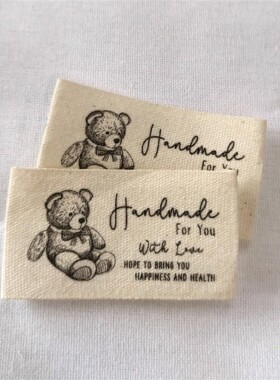 Handmade
For You
Handmade
For You
With Love
HOPE TO BRING YOU
HAPPINESS AND HEALTH